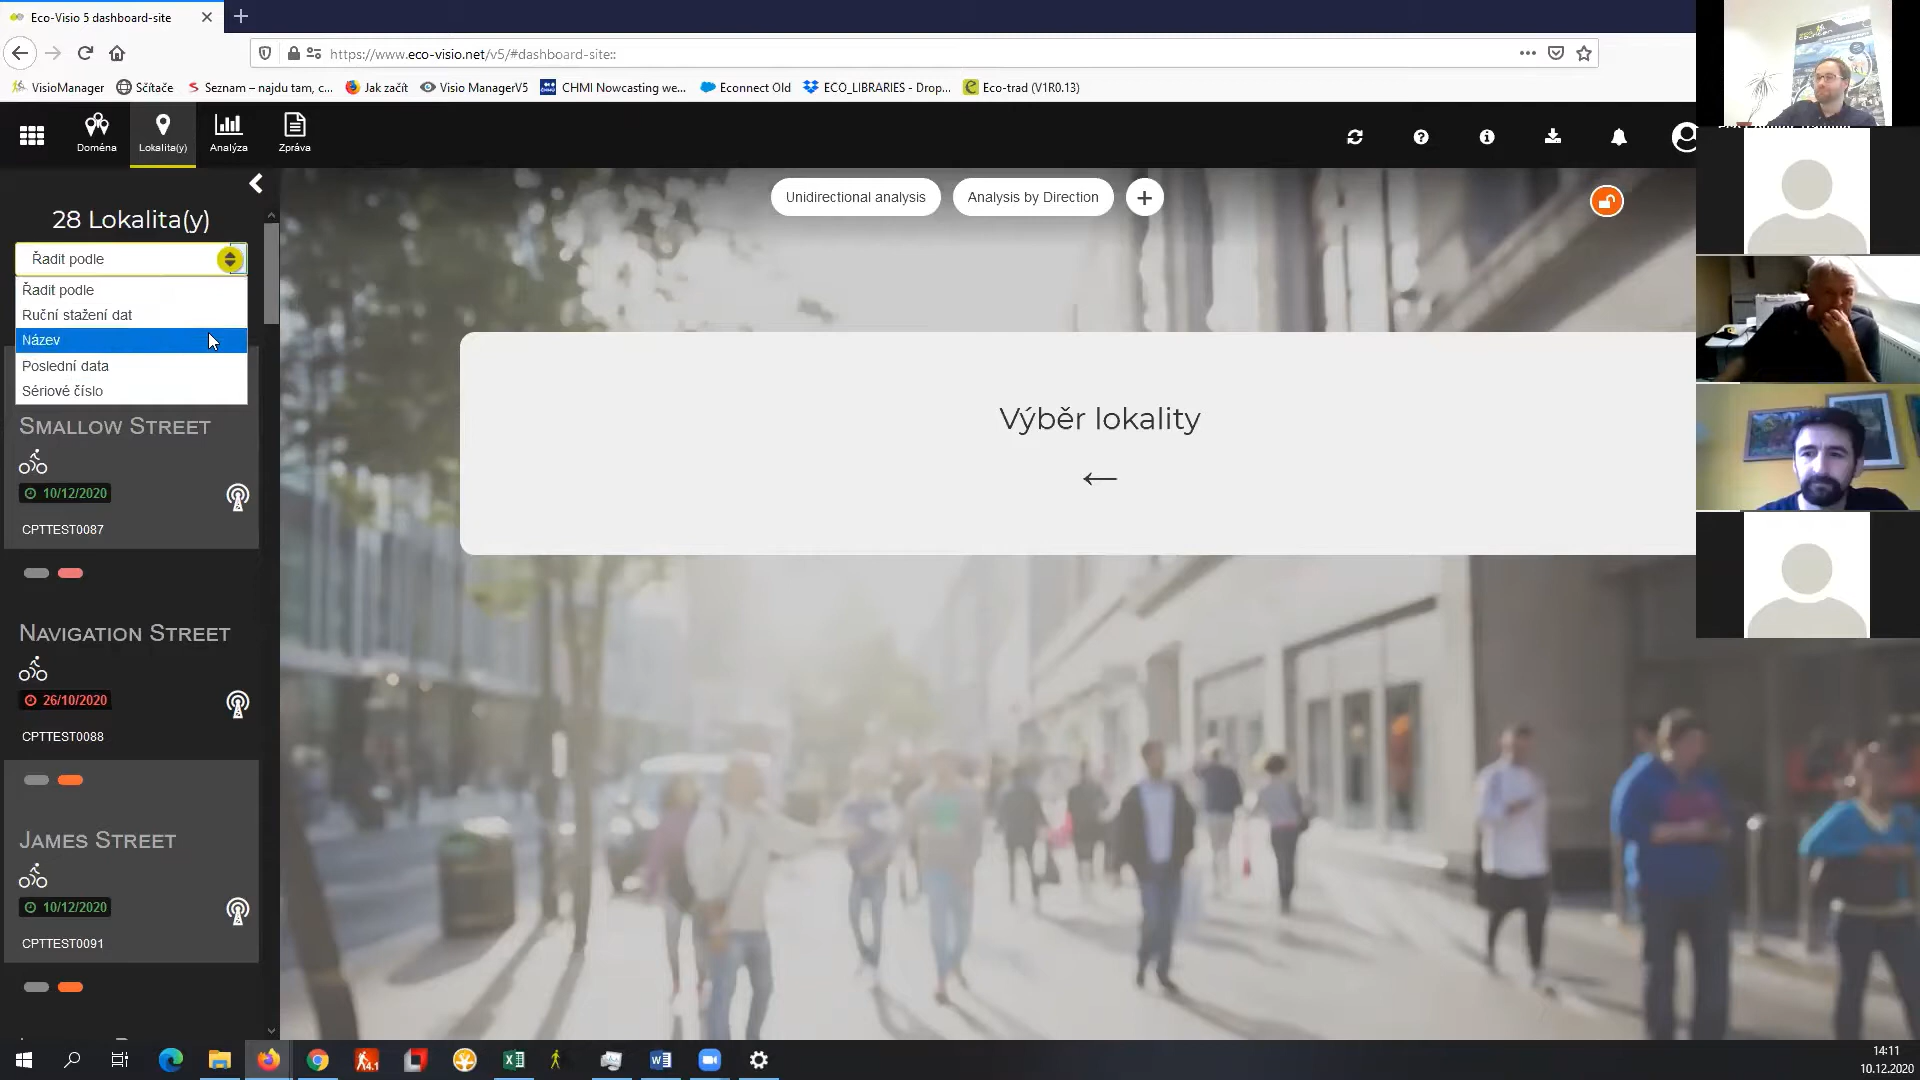 Eco-Visio 5 dashboard-site
https://www.eco-visio.net/v5/#dashboard-site::
VisioManager
Sčítače
Seznam – najdu tam, c...
Jak začít
Visio ManagerV5
CHMI Nowcasting we...
Econnect Old
ECO_LIBRARIES - Drop...
Eco-trad (V1R0.13)
Doména
Lokalita(y)
Analýza
Zpráva
Unidirectional analysis
Analysis by Direction
28 Lokalita(y)
Řadit podle
Řadit podle
Ruční stažení dat
Název
Poslední data
Sériové číslo
Smallow Street
10/12/2020
CPTTEST0087
Navigation Street
26/10/2020
CPTTEST0088
James Street
10/12/2020
CPTTEST0091
Výběr lokality
14:11
10.12.2020